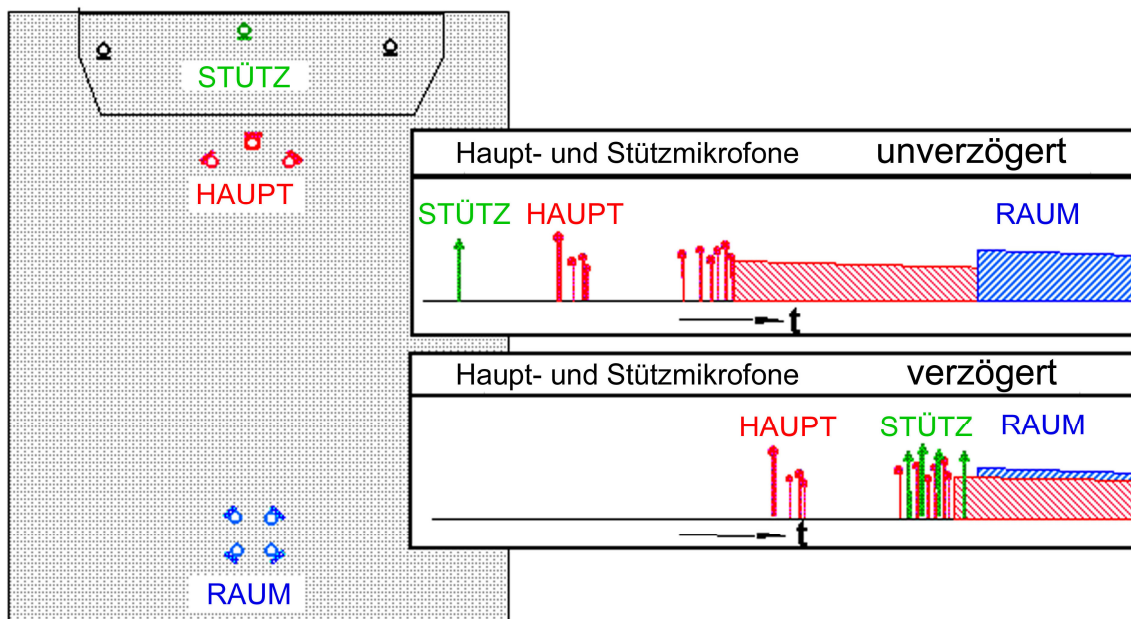 STÜTZ
HAUPT
RAUM
Haupt- und Stützmikrofone unverzögert
STÜTZ HAUPT RAUM
t
Haupt- und Stützmikrofone verzögert
HAUPT STÜTZ RAUM
t